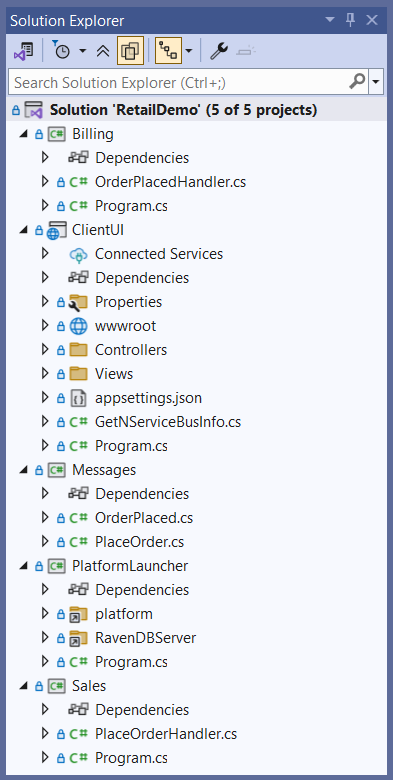 Solution Explorer
Search Solution Explorer (Ctrl+;)
Solution 'RetailDemo' (5 of 5 projects)
C# Billing
Dependencies
C# OrderPlacedHandler.cs
C# Program.cs
ClientUI
Connected Services
Dependencies
Properties
wwwroot
Controllers
Views
appsettings.json
C# GetNServiceBusInfo.cs
C# Program.cs
C# Messages
Dependencies
C# OrderPlaced.cs
C# PlaceOrder.cs
C# PlatformLauncher
Dependencies
platform
RavenDBServer
C# Program.cs
C# Sales
Dependencies
C# PlaceOrderHandler.cs
C# Program.cs